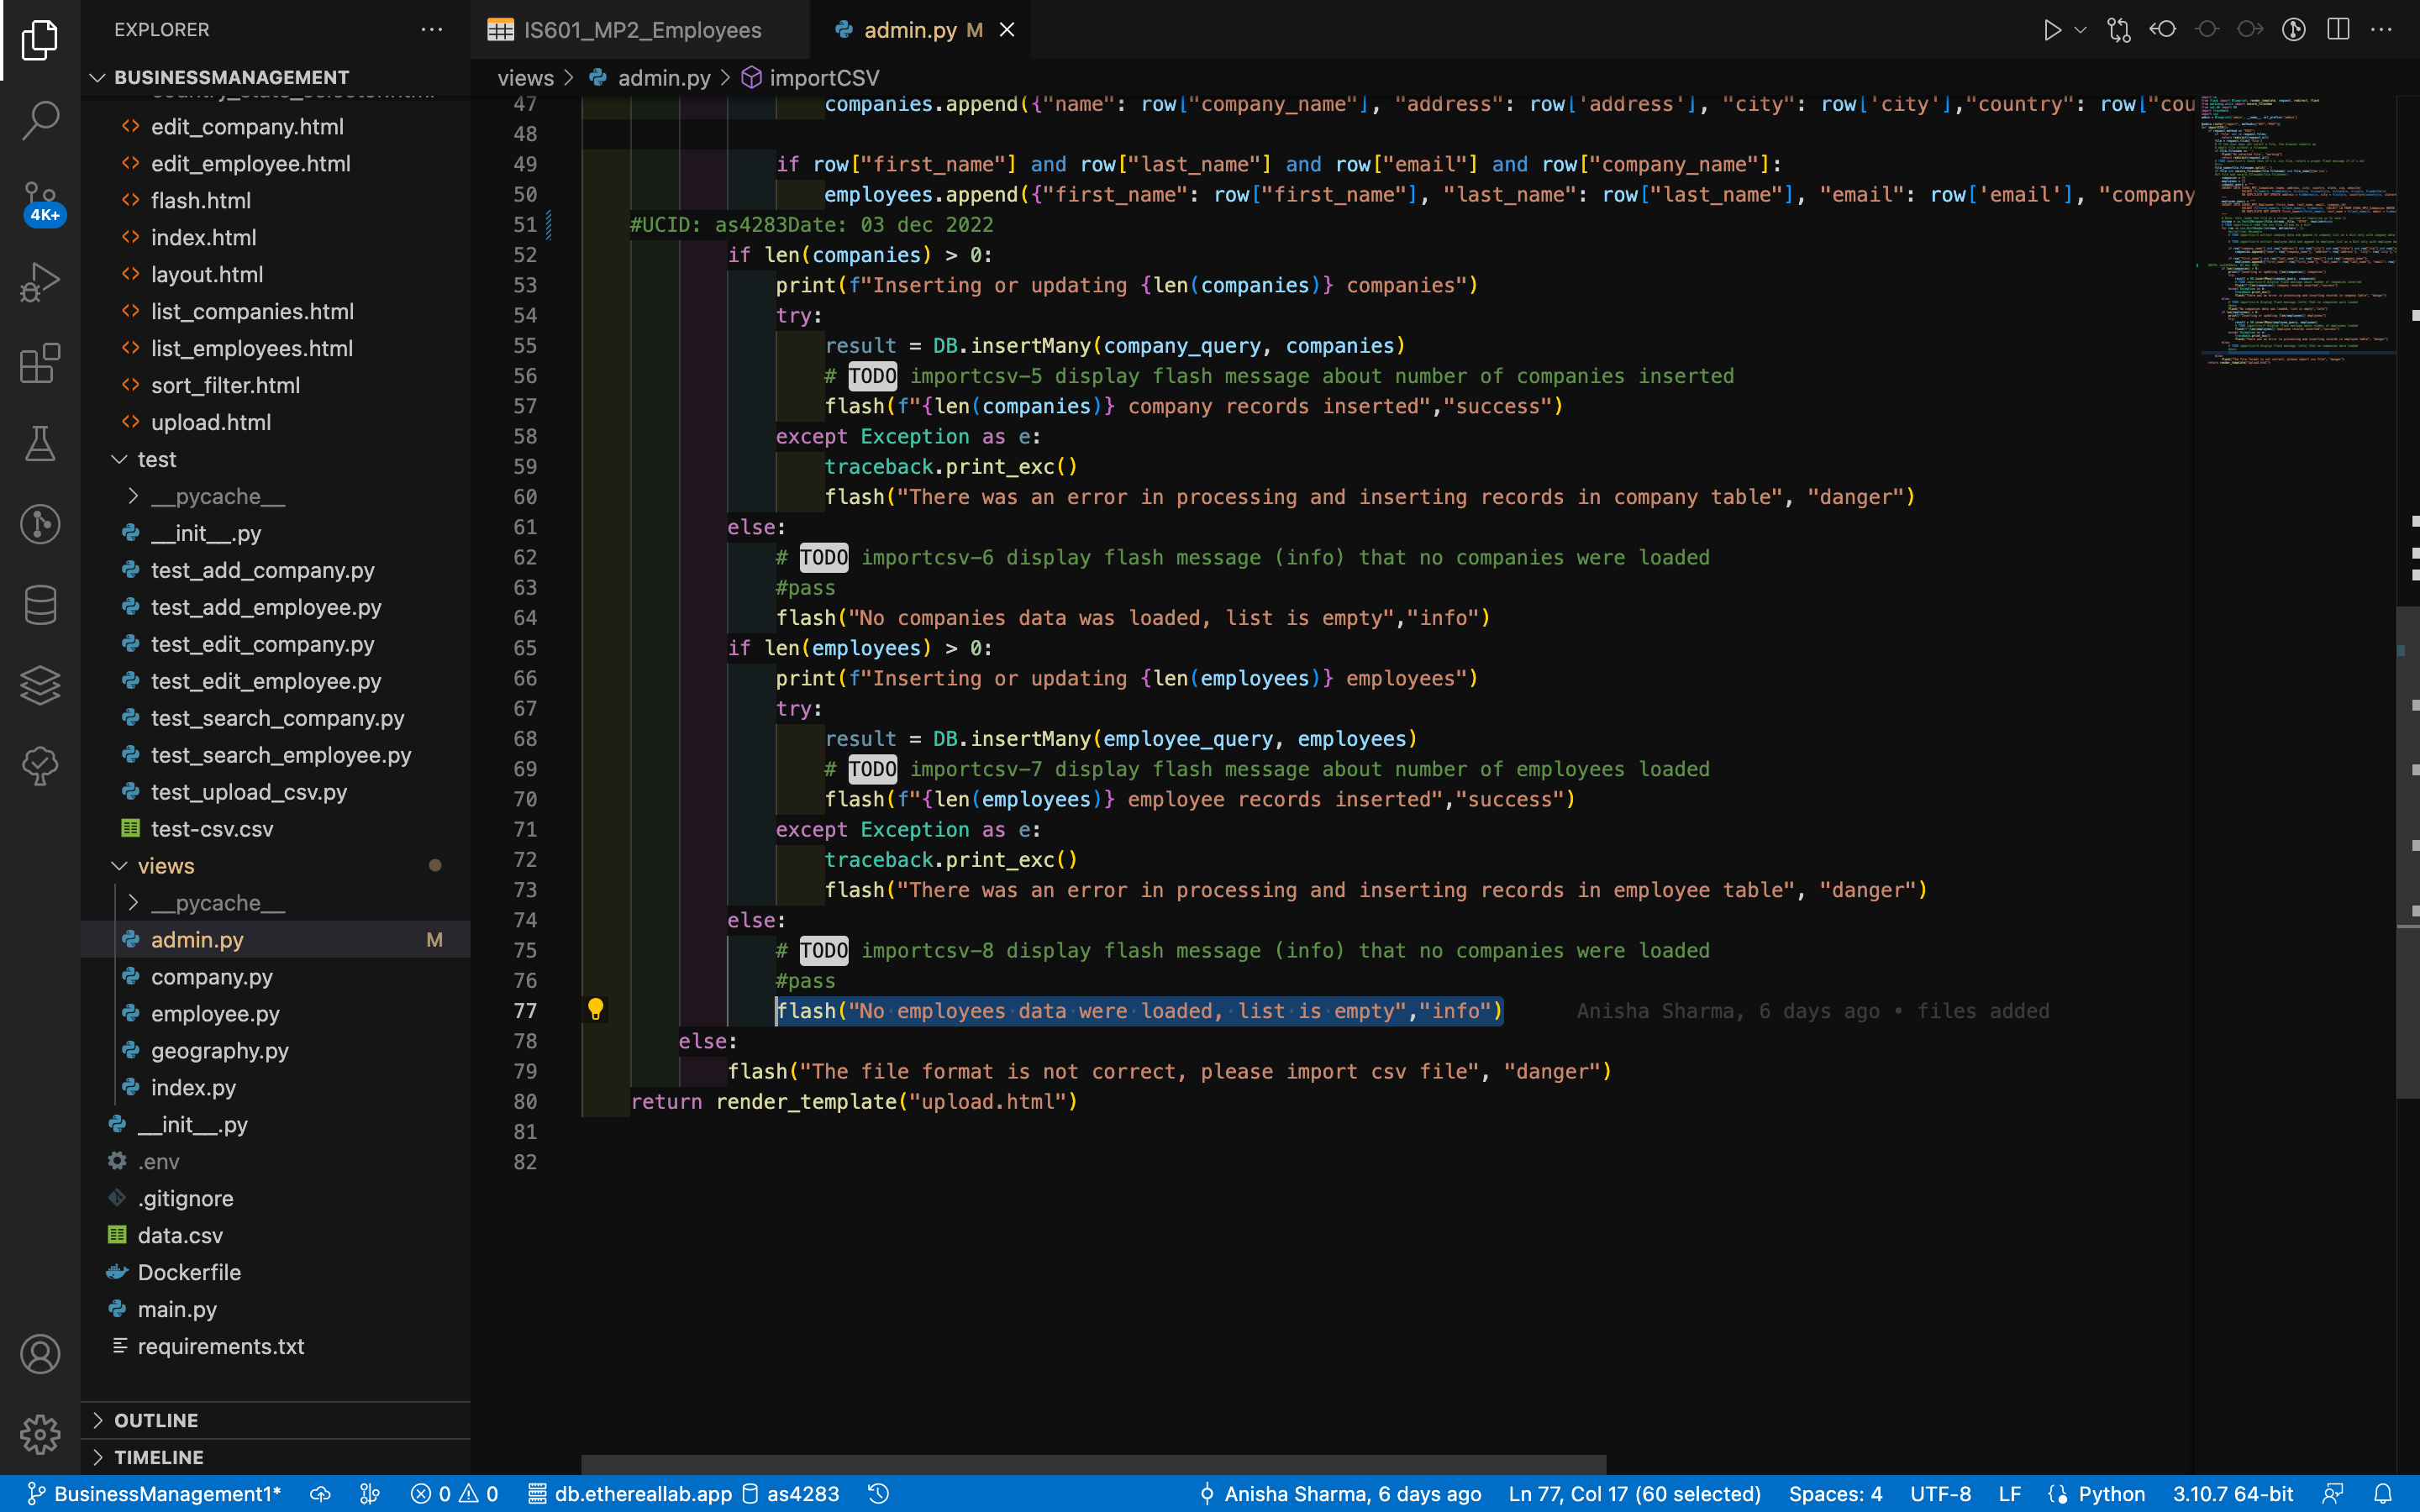 EXPLORER
IS601_MP2_Employees
admin.py M
BUSINESSMANAGEMENT
views > admin.py > importCSV
edit_company.html
edit_employee.html
flash.html
index.html
layout.html
list_companies.html
list_employees.html
sort_filter.html
upload.html
test
__pycache__
__init__.py
test_add_company.py
test_add_employee.py
test_edit_company.py
test_edit_employee.py
test_search_company.py
test_search_employee.py
test_upload_csv.py
test-csv.csv
views
__pycache__
admin.py M
company.py
employee.py
geography.py
index.py
__init__.py
.env
.gitignore
data.csv
Dockerfile
main.py
requirements.txt
OUTLINE
TIMELINE
4K+
47 companies.append({"name": row["company_name"], "address": row['address'], "city": row['city'],"country": row["cou
48
49 if row["first_name"] and row["last_name"] and row["email"] and row["company_name"]:
50 employees.append({"first_name": row["first_name"], "last_name": row["last_name"], "email": row['email'], "company
51 #UCID: as4283Date: 03 dec 2022
52 if len(companies) > 0:
53 print(f"Inserting or updating {len(companies)} companies")
54 try:
55 result = DB.insertMany(company_query, companies)
56 # TODO importcsv-5 display flash message about number of companies inserted
57 flash(f"{len(companies)} company records inserted","success")
58 except Exception as e:
59 traceback.print_exc()
60 flash("There was an error in processing and inserting records in company table", "danger")
61 else:
62 # TODO importcsv-6 display flash message (info) that no companies were loaded
63 #pass
64 flash("No companies data was loaded, list is empty","info")
65 if len(employees) > 0:
66 print(f"Inserting or updating {len(employees)} employees")
67 try:
68 result = DB.insertMany(employee_query, employees)
69 # TODO importcsv-7 display flash message about number of employees loaded
70 flash(f"{len(employees)} employee records inserted","success")
71 except Exception as e:
72 traceback.print_exc()
73 flash("There was an error in processing and inserting records in employee table", "danger")
74 else:
75 # TODO importcsv-8 display flash message (info) that no companies were loaded
76 #pass
77 flash("No employees data were loaded, list is empty","info") Anisha Sharma, 6 days ago • files added
78 else:
79 flash("The file format is not correct, please import csv file", "danger")
80 return render_template("upload.html")
81
82
BusinessManagement1* 0 0 db.ethereallab.app as4283 Anisha Sharma, 6 days ago Ln 77, Col 17 (60 selected) Spaces: 4 UTF-8 LF Python 3.10.7 64-bit